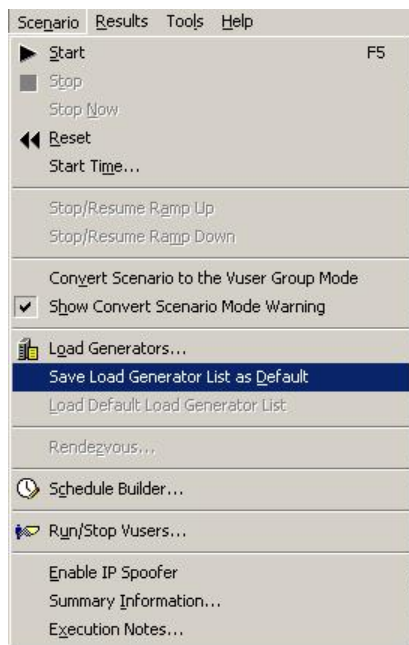 Scenario Results Tools Help
Start F5
Stop
Stop Now
Reset
Start Time...
Stop/Resume Ramp Up
Stop/Resume Ramp Down
Convert Scenario to the Vuser Group Mode
Show Convert Scenario Mode Warning
Load Generators...
Save Load Generator List as Default
Load Default Load Generator List
Rendezvous...
Schedule Builder...
Run/Stop Vusers...
Enable IP Spoofer
Summary Information...
Execution Notes...